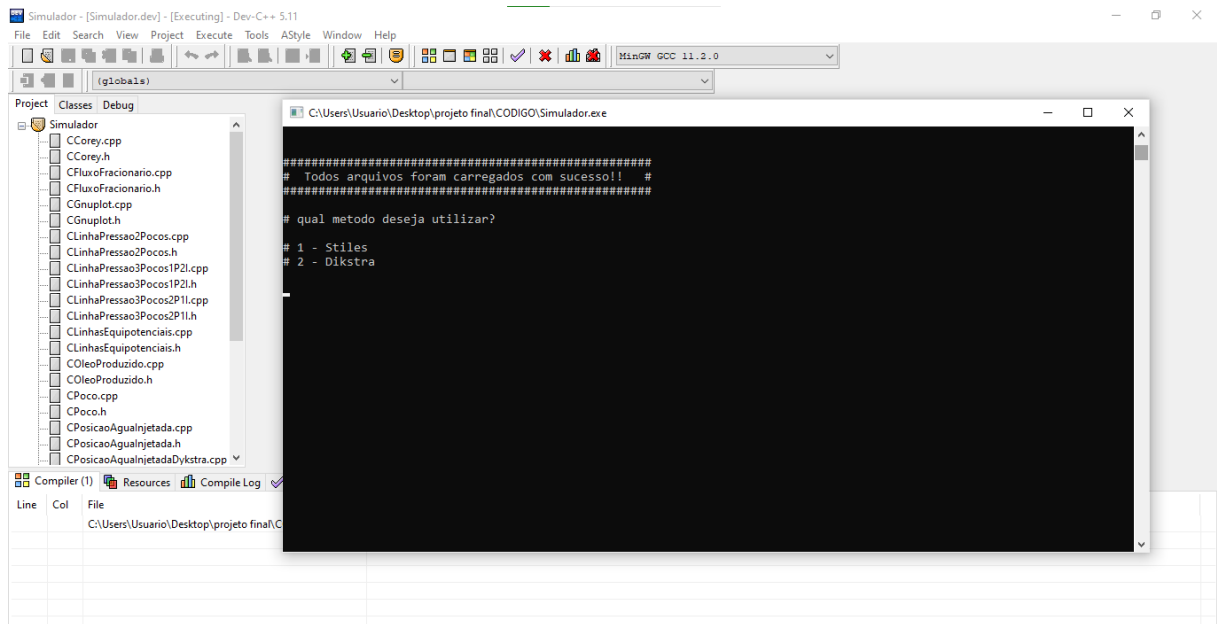 Simulador - [Simulador.dev] - [Executing] - Dev-C++ 5.11
File Edit Search View Project Execute Tools AStyle Window Help
MinGW GCC 11.2.0
(globals)
Project Classes Debug
Simulador
CCorey.cpp
CCorey.h
CFluxoFracionario.cpp
CFluxoFracionario.h
CGnuplot.cpp
CGnuplot.h
CLinhaPressao2Pocos.cpp
CLinhaPressao2Pocos.h
CLinhaPressao3Pocos1P2I.cpp
CLinhaPressao3Pocos1P2I.h
CLinhaPressao3Pocos2P1I.cpp
CLinhaPressão3Pocos2P1I.h
CLinhasEquipotenciais.cpp
CLinhasEquipotenciais.h
COleoProduzido.cpp
COleoProduzido.h
CPoco.cpp
CPoco.h
CPosicaoAguaInjetada.cpp
CPosicaoAguaInjetada.h
CPosicaoAguaInjetadaDykstra.cpp
C:\Users\Usuario\Desktop\projeto final\CODIGO\Simulador.exe
####################################################
# Todos arquivos foram carregados com sucesso!! #
####################################################
# qual metodo deseja utilizar?
# 1 - Stiles
# 2 - Dikstra
Compiler (1) Resources Compile Log
Line Col File
C:\Users\Usuario\Desktop\projeto final\C